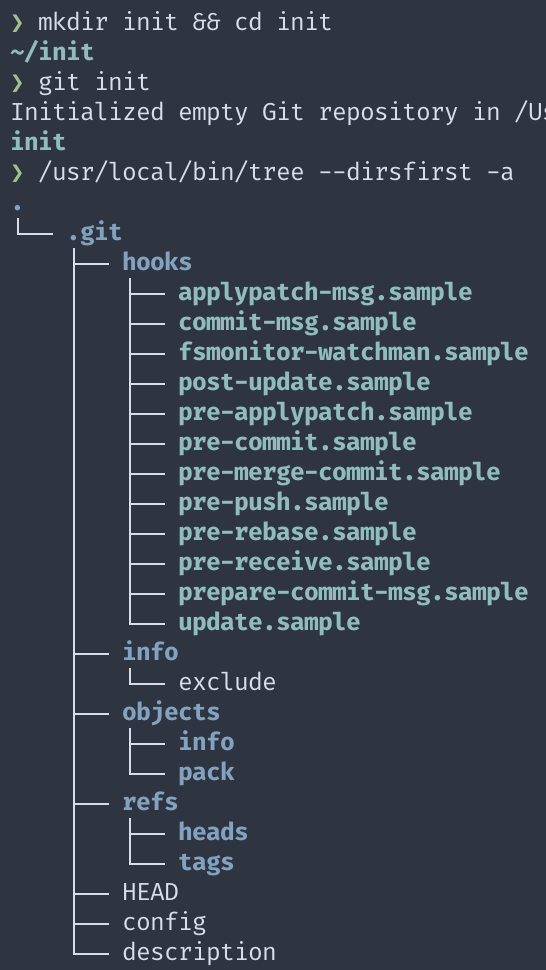 ❯ mkdir init && cd init
~/init
❯ git init
Initialized empty Git repository in /Us
init
❯ /usr/local/bin/tree --dirsfirst -a
.
└── .git
    ├── hooks
    │   ├── applypatch-msg.sample
    │   ├── commit-msg.sample
    │   ├── fsmonitor-watchman.sample
    │   ├── post-update.sample
    │   ├── pre-applypatch.sample
    │   ├── pre-commit.sample
    │   ├── pre-merge-commit.sample
    │   ├── pre-push.sample
    │   ├── pre-rebase.sample
    │   ├── pre-receive.sample
    │   ├── prepare-commit-msg.sample
    │   └── update.sample
    ├── info
    │   └── exclude
    ├── objects
    │   ├── info
    │   └── pack
    ├── refs
    │   ├── heads
    │   └── tags
    ├── HEAD
    ├── config
    └── description